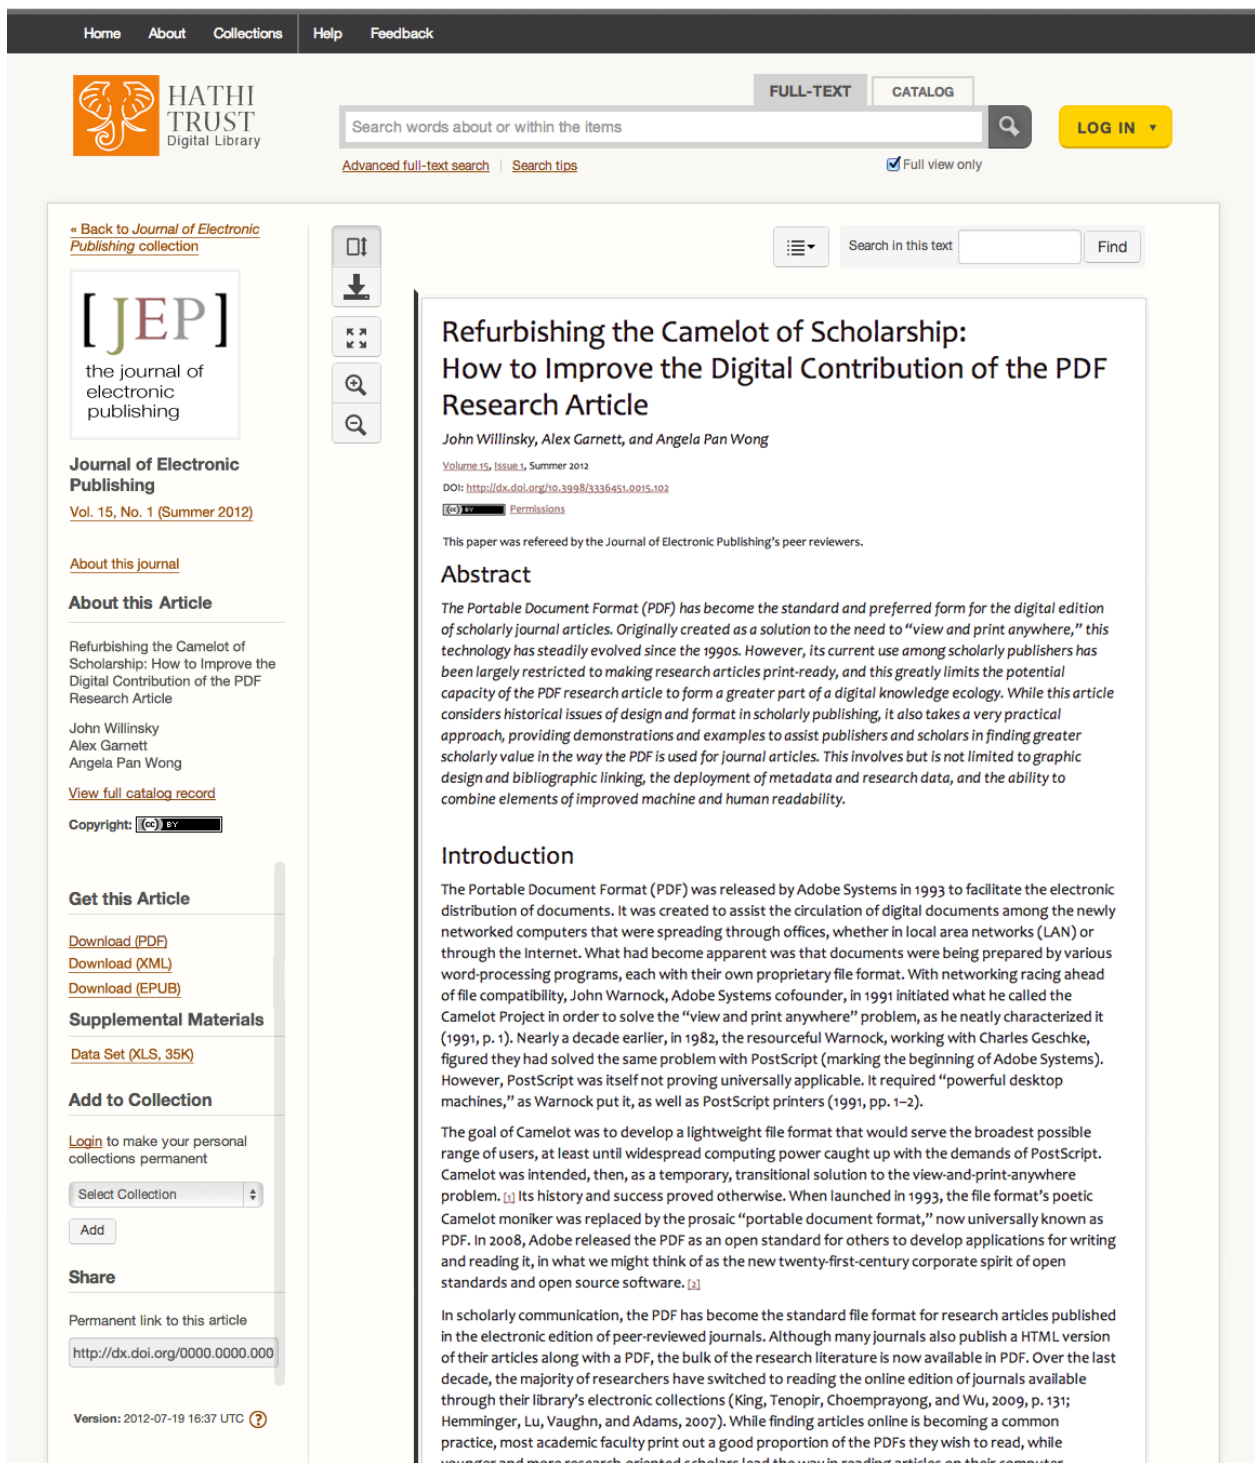 Home About Collections Help Feedback
HATHI
TRUST
Digital Library
FULL-TEXT CATALOG
Search words about or within the items
LOG IN ▾
Advanced full-text search | Search tips
Full view only
« Back to Journal of Electronic
Publishing collection
[JEP]
the journal of
electronic
publishing
Journal of Electronic
Publishing
Vol. 15, No. 1 (Summer 2012)
About this journal
About this Article
Refurbishing the Camelot of
Scholarship: How to Improve the
Digital Contribution of the PDF
Research Article
John Willinsky
Alex Garnett
Angela Pan Wong
View full catalog record
Copyright: (cc) BY
Get this Article
Download (PDF)
Download (XML)
Download (EPUB)
Supplemental Materials
Data Set (XLS, 35K)
Add to Collection
Login to make your personal
collections permanent
Select Collection
Add
Share
Permanent link to this article
http://dx.doi.org/0000.0000.000
Version: 2012-07-19 16:37 UTC ?
Search in this text
Find
Refurbishing the Camelot of Scholarship:
How to Improve the Digital Contribution of the PDF
Research Article
John Willinsky, Alex Garnett, and Angela Pan Wong
Volume 15, Issue 1, Summer 2012
DOI: http://dx.doi.org/10.3998/3336451.0015.102
(cc) BY Permissions
This paper was refereed by the Journal of Electronic Publishing's peer reviewers.
Abstract
The Portable Document Format (PDF) has become the standard and preferred form for the digital edition
of scholarly journal articles. Originally created as a solution to the need to “view and print anywhere,” this
technology has steadily evolved since the 1990s. However, its current use among scholarly publishers has
been largely restricted to making research articles print-ready, and this greatly limits the potential
capacity of the PDF research article to form a greater part of a digital knowledge ecology. While this article
considers historical issues of design and format in scholarly publishing, it also takes a very practical
approach, providing demonstrations and examples to assist publishers and scholars in finding greater
scholarly value in the way the PDF is used for journal articles. This involves but is not limited to graphic
design and bibliographic linking, the deployment of metadata and research data, and the ability to
combine elements of improved machine and human readability.
Introduction
The Portable Document Format (PDF) was released by Adobe Systems in 1993 to facilitate the electronic
distribution of documents. It was created to assist the circulation of digital documents among the newly
networked computers that were spreading through offices, whether in local area networks (LAN) or
through the Internet. What had become apparent was that documents were being prepared by various
word-processing programs, each with their own proprietary file format. With networking racing ahead
of file compatibility, John Warnock, Adobe Systems cofounder, in 1991 initiated what he called the
Camelot Project in order to solve the “view and print anywhere” problem, as he neatly characterized it
(1991, p. 1). Nearly a decade earlier, in 1982, the resourceful Warnock, working with Charles Geschke,
figured they had solved the same problem with PostScript (marking the beginning of Adobe Systems).
However, PostScript was itself not proving universally applicable. It required “powerful desktop
machines,” as Warnock put it, as well as PostScript printers (1991, pp. 1–2).
The goal of Camelot was to develop a lightweight file format that would serve the broadest possible
range of users, at least until widespread computing power caught up with the demands of PostScript.
Camelot was intended, then, as a temporary, transitional solution to the view-and-print-anywhere
problem. [1] Its history and success proved otherwise. When launched in 1993, the file format's poetic
Camelot moniker was replaced by the prosaic “portable document format,” now universally known as
PDF. In 2008, Adobe released the PDF as an open standard for others to develop applications for writing
and reading it, in what we might think of as the new twenty-first-century corporate spirit of open
standards and open source software. [2]
In scholarly communication, the PDF has become the standard file format for research articles published
in the electronic edition of peer-reviewed journals. Although many journals also publish a HTML version
of their articles along with a PDF, the bulk of the research literature is now available in PDF. Over the last
decade, the majority of researchers have switched to reading the online edition of journals available
through their library's electronic collections (King, Tenopir, Choemprayong, and Wu, 2009, p. 131;
Hemminger, Lu, Vaughn, and Adams, 2007). While finding articles online is becoming a common
practice, most academic faculty print out a good proportion of the PDFs they wish to read, while
younger and more research-oriented scholars lead the way in reading articles on their computer